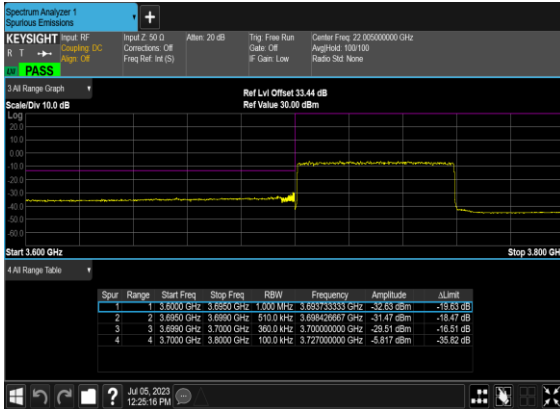 Spectrum Analyzer 1
Spurious Emissions
KEYSIGHT Input: RF Input Z: 50 Ω Atten: 20 dB Trig: Free Run Center Freq: 22.005000000 GHz
R T Coupling: DC Corrections: Off Gate: Off Avg|Hold: 100/100
Align: Off Freq Ref: Int (S) IF Gain: Low Radio Std: None
PASS
3 All Range Graph
Ref Lvl Offset 33.44 dB
Scale/Div 10.0 dB Ref Value 30.00 dBm
Log
20.0
10.0
0.00
-10.0
-20.0
-30.0
-40.0
-50.0
-60.0
Start 3.600 GHz Stop 3.800 GH
4 All Range Table
Spur Range Start Freq Stop Freq RBW Frequency Amplitude ΔLimit
1 1 3.6000 GHz 3.6950 GHz 1.000 MHz 3.693733333 GHz -32.63 dBm -19.63 dB
2 2 3.6950 GHz 3.6990 GHz 510.0 kHz 3.698426667 GHz -31.47 dBm -18.47 dB
3 3 3.6990 GHz 3.7000 GHz 360.0 kHz 3.700000000 GHz -29.51 dBm -16.51 dB
4 4 3.7000 GHz 3.8000 GHz 100.0 kHz 3.727000000 GHz -5.817 dBm -35.82 dB
Jul 05, 2023
12:25:16 PM